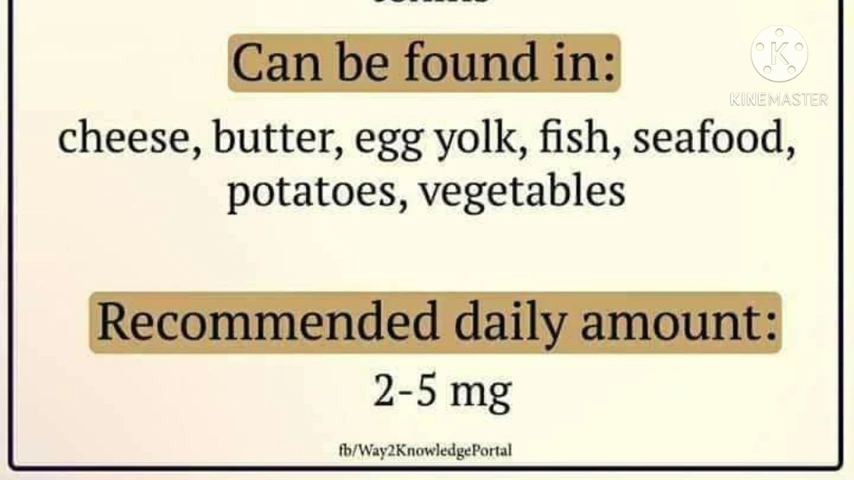 Can be found in:
KINEMASTER
cheese, butter, egg yolk, fish, seafood,
potatoes, vegetables
Recommended daily amount:
2-5 mg
fb/Way2KnowledgePortal